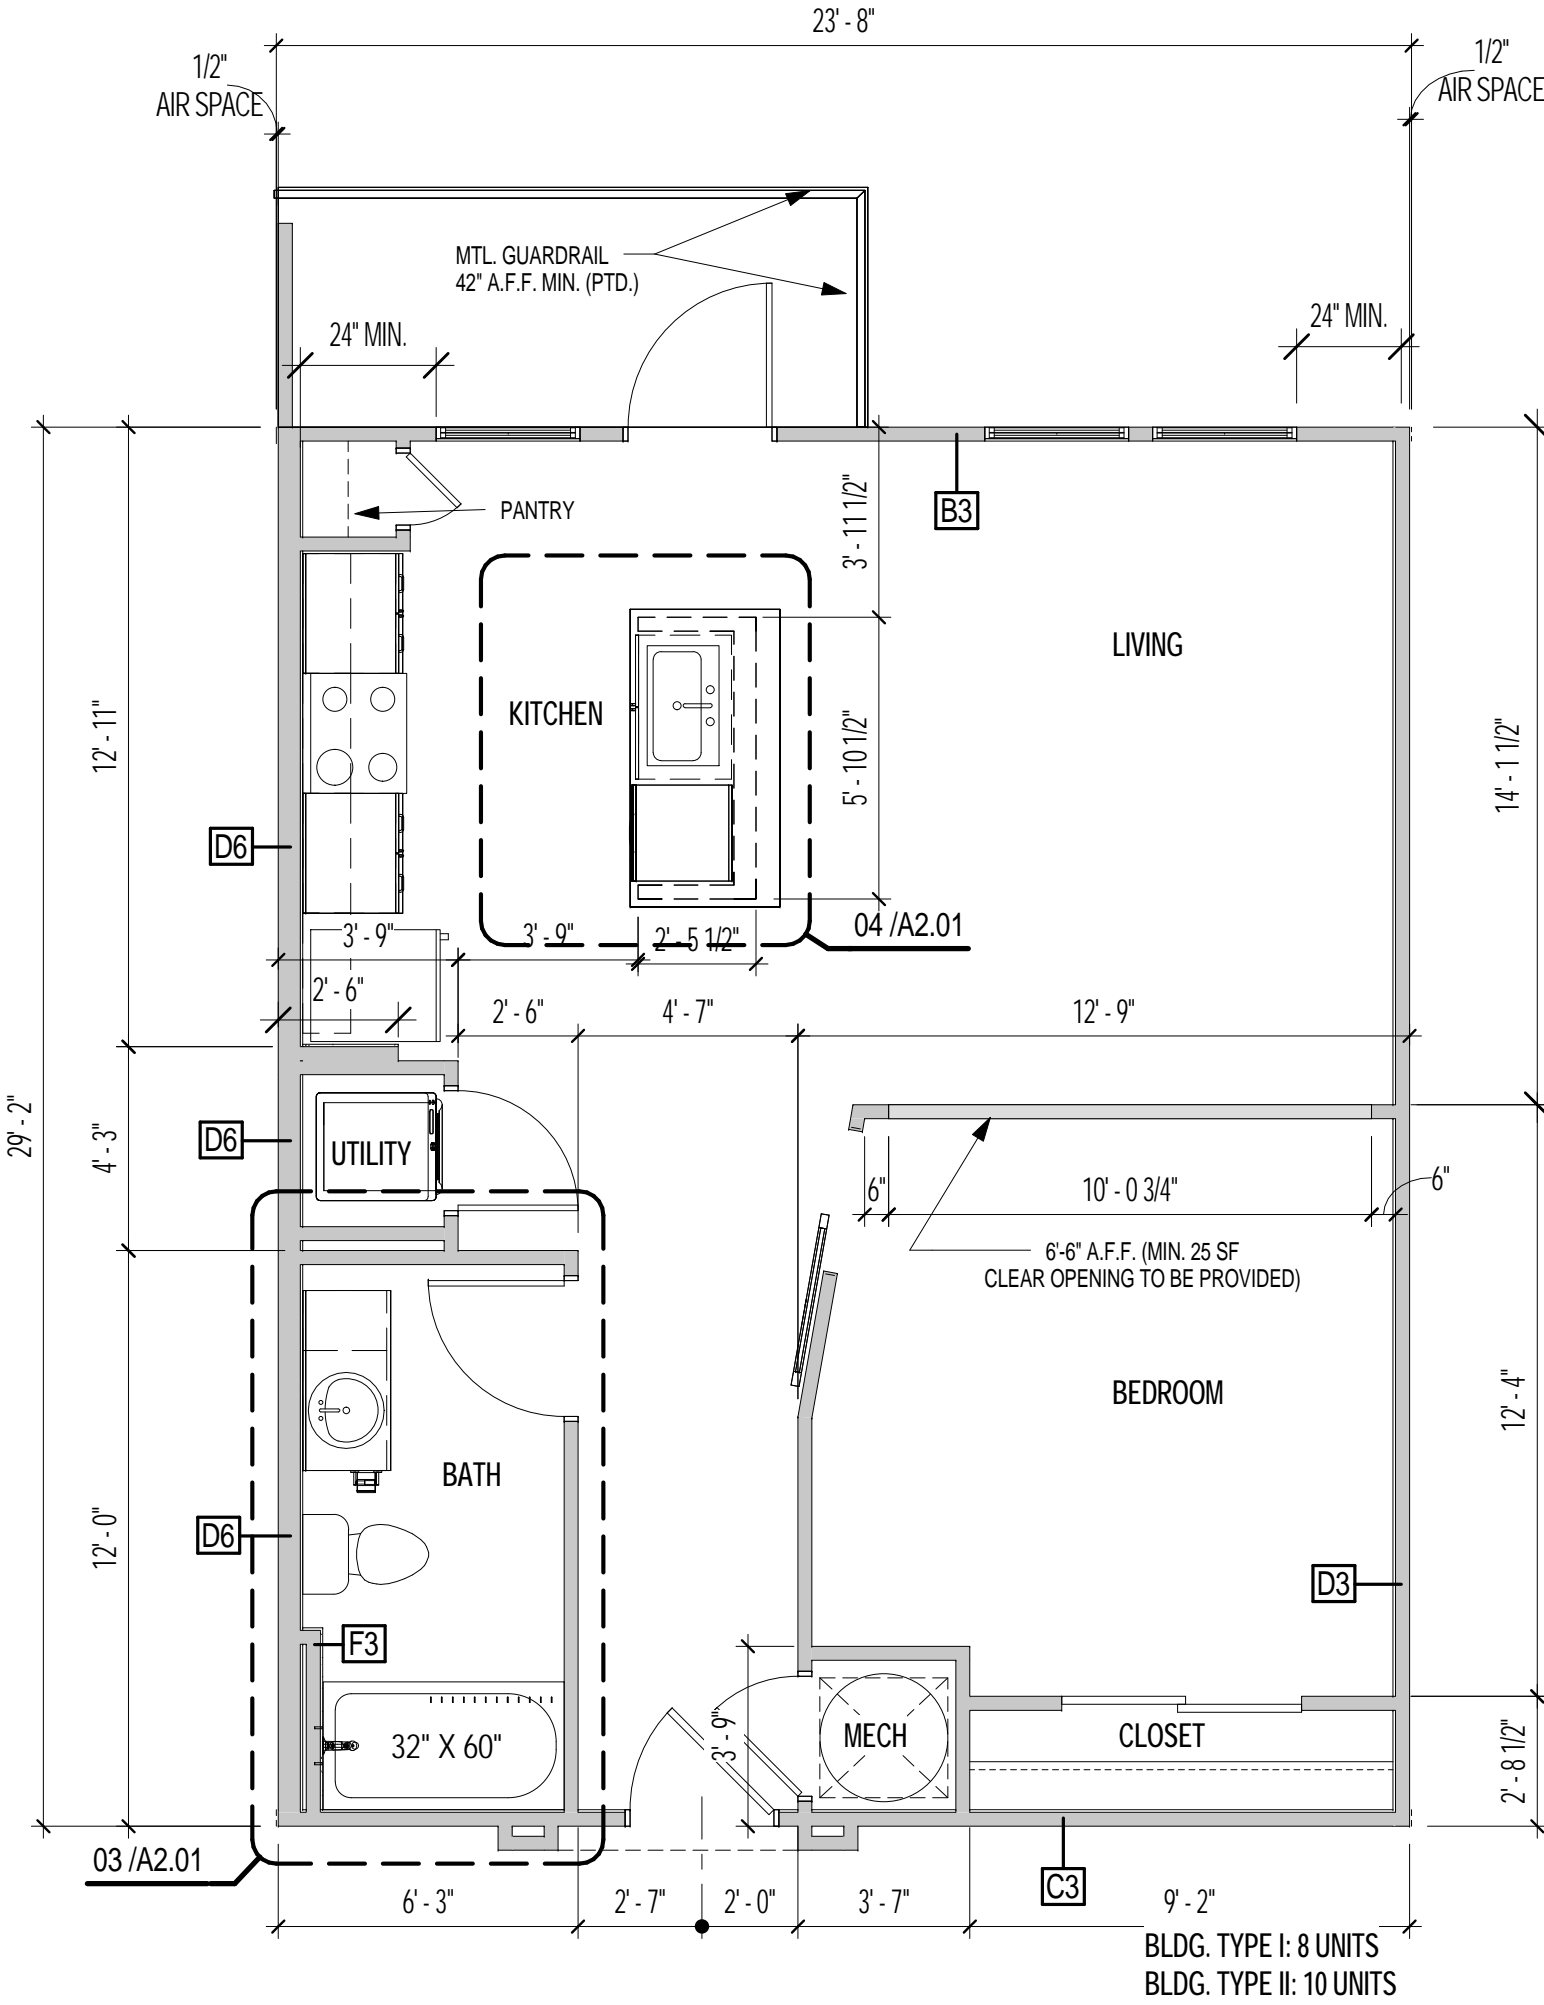 23' - 8"
1/2"
AIR SPACE
1/2"
AIR SPACE
MTL. GUARDRAIL
42" A.F.F. MIN. (PTD.)
24" MIN.
24" MIN.
PANTRY
B3
3' - 11 1/2"
LIVING
KITCHEN
12' - 11"
5' - 10 1/2"
14' - 1 1/2"
D6
04 /A2.01
3' - 9"
3' - 9"
2' - 5 1/2"
2' - 6"
2' - 6"
4' - 7"
12' - 9"
29' - 2"
4' - 3"
D6
UTILITY
6"
10' - 0 3/4"
6"
6'-6" A.F.F. (MIN. 25 SF
CLEAR OPENING TO BE PROVIDED)
BEDROOM
12' - 4"
BATH
12' - 0"
D6
D3
F3
3' - 9"
MECH
CLOSET
32" X 60"
2' - 8 1/2"
03 /A2.01
C3
6' - 3"
2' - 7"
2' - 0"
3' - 7"
9' - 2"
BLDG. TYPE I: 8 UNITS
BLDG. TYPE II: 10 UNITS